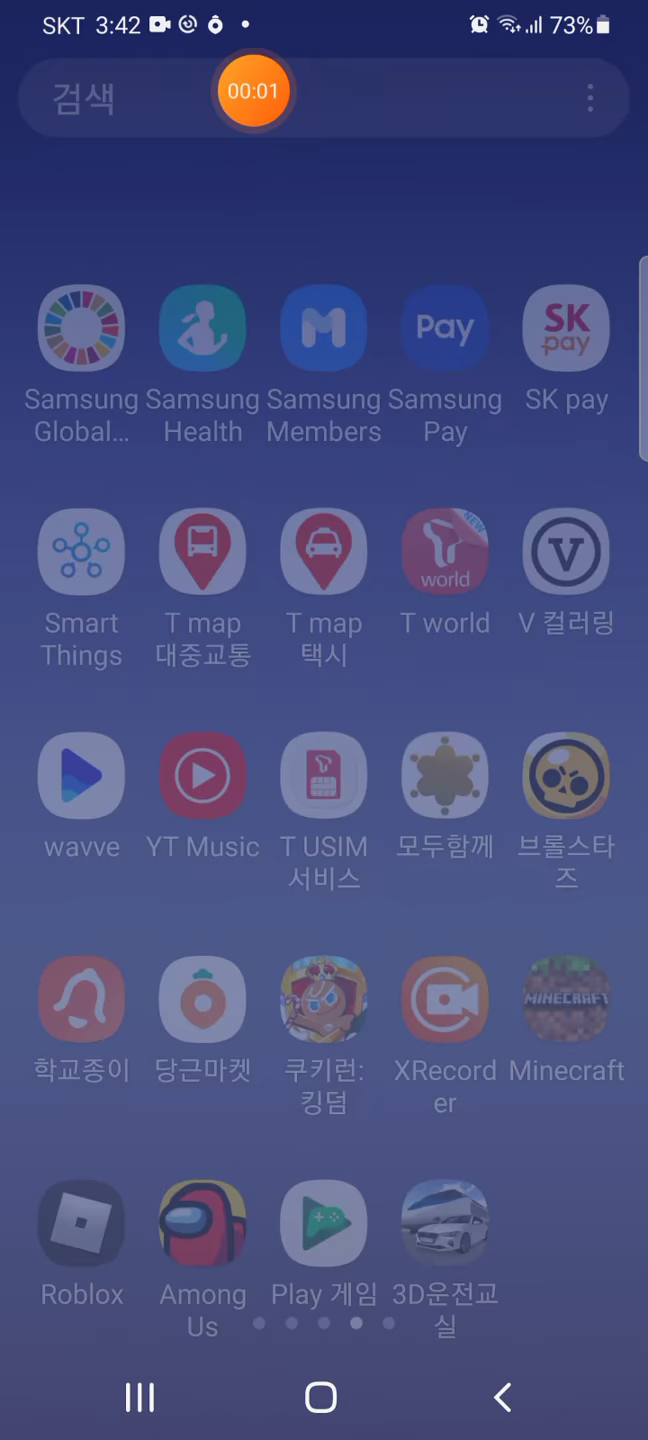 SKT 3:42 73%
검색
00:01
Pay SK pay
Samsung Global... Samsung Health Samsung Members Samsung Pay SK pay
NEW
world V
Smart Things T map 대중교통 T map 택시 T world V 컬러링
wavve YT Music T USIM 서비스 모두함께 브롤스타즈
MINECRAFT
학교종이 당근마켓 쿠키런: 킹덤 XRecorder Minecraft
Roblox Among Us Play 게임 3D운전교실